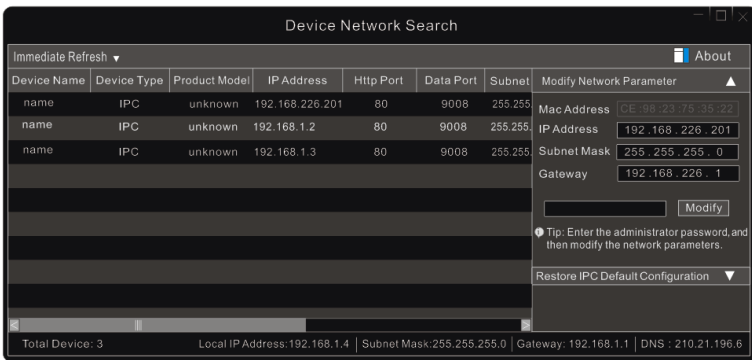 Device Network Search
Immediate Refresh ▼
About
Device Name Device Type Product Model IP Address Http Port Data Port Subnet
name IPC unknown 192.168.226.201 80 9008 255.255
name IPC unknown 192.168.1.2 80 9008 255.255.
name IPC unknown 192.168.1.3 80 9008 255.255.
Modify Network Parameter ▲
Mac Address CE :98 :23 :75 :35 :22
IP Address 192 .168 . 226 . 201
Subnet Mask 255 . 255 . 255 . 0
Gateway 192 .168 . 226 . 1
Modify
Tip: Enter the administrator password,and
then modify the network parameters.
Restore IPC Default Configuration ▼
Total Device: 3 Local IP Address:192.168.1.4 | Subnet Mask:255.255.255.0 | Gateway: 192.168.1.1 | DNS : 210.21.196.6